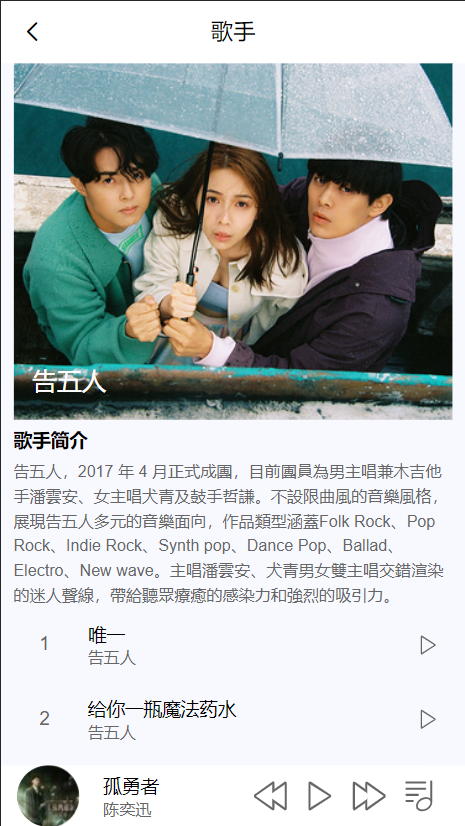 歌手
告五人
歌手简介
告五人，2017 年 4 月正式成團，目前團員為男主唱兼木吉他
手潘雲安、女主唱犬青及鼓手哲謙。不設限曲風的音樂風格，
展現告五人多元的音樂面向，作品類型涵蓋Folk Rock、Pop
Rock、Indie Rock、Synth pop、Dance Pop、Ballad、
Electro、New wave。主唱潘雲安、犬青男女雙主唱交錯渲染
的迷人聲線，帶給聽眾療癒的感染力和強烈的吸引力。
1 唯一
告五人
2 给你一瓶魔法药水
告五人
孤勇者
陈奕迅